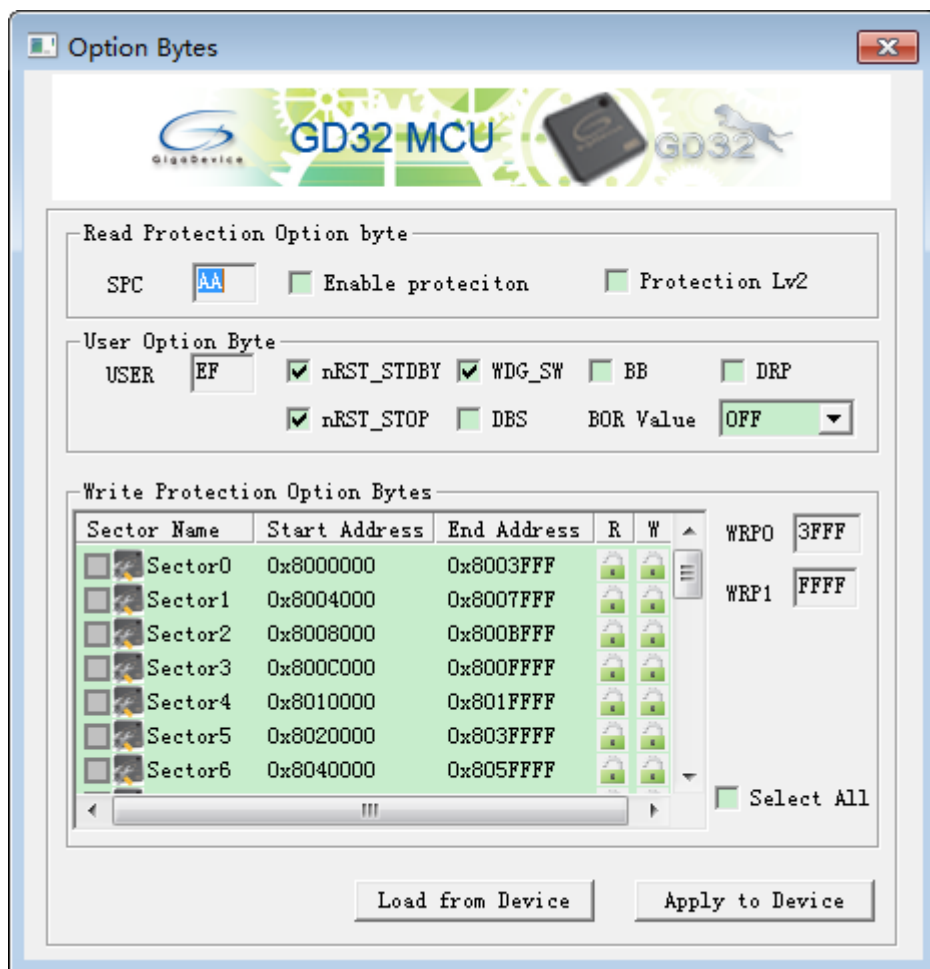 Option Bytes
GigaDevice
GD32 MCU
GD32
Read Protection Option byte
SPC AA Enable proteciton Protection Lv2
User Option Byte
USER EF nRST_STDBY WDG_SW BB DRP
nRST_STOP DBS BOR Value OFF
Write Protection Option Bytes
Sector Name Start Address End Address R W
WRP0 3FFF
Sector0 0x8000000 0x8003FFF
Sector1 0x8004000 0x8007FFF
WRP1 FFFF
Sector2 0x8008000 0x800BFFF
Sector3 0x800C000 0x800FFFF
Sector4 0x8010000 0x801FFFF
Sector5 0x8020000 0x803FFFF
Sector6 0x8040000 0x805FFFF
Select All
Load from Device Apply to Device